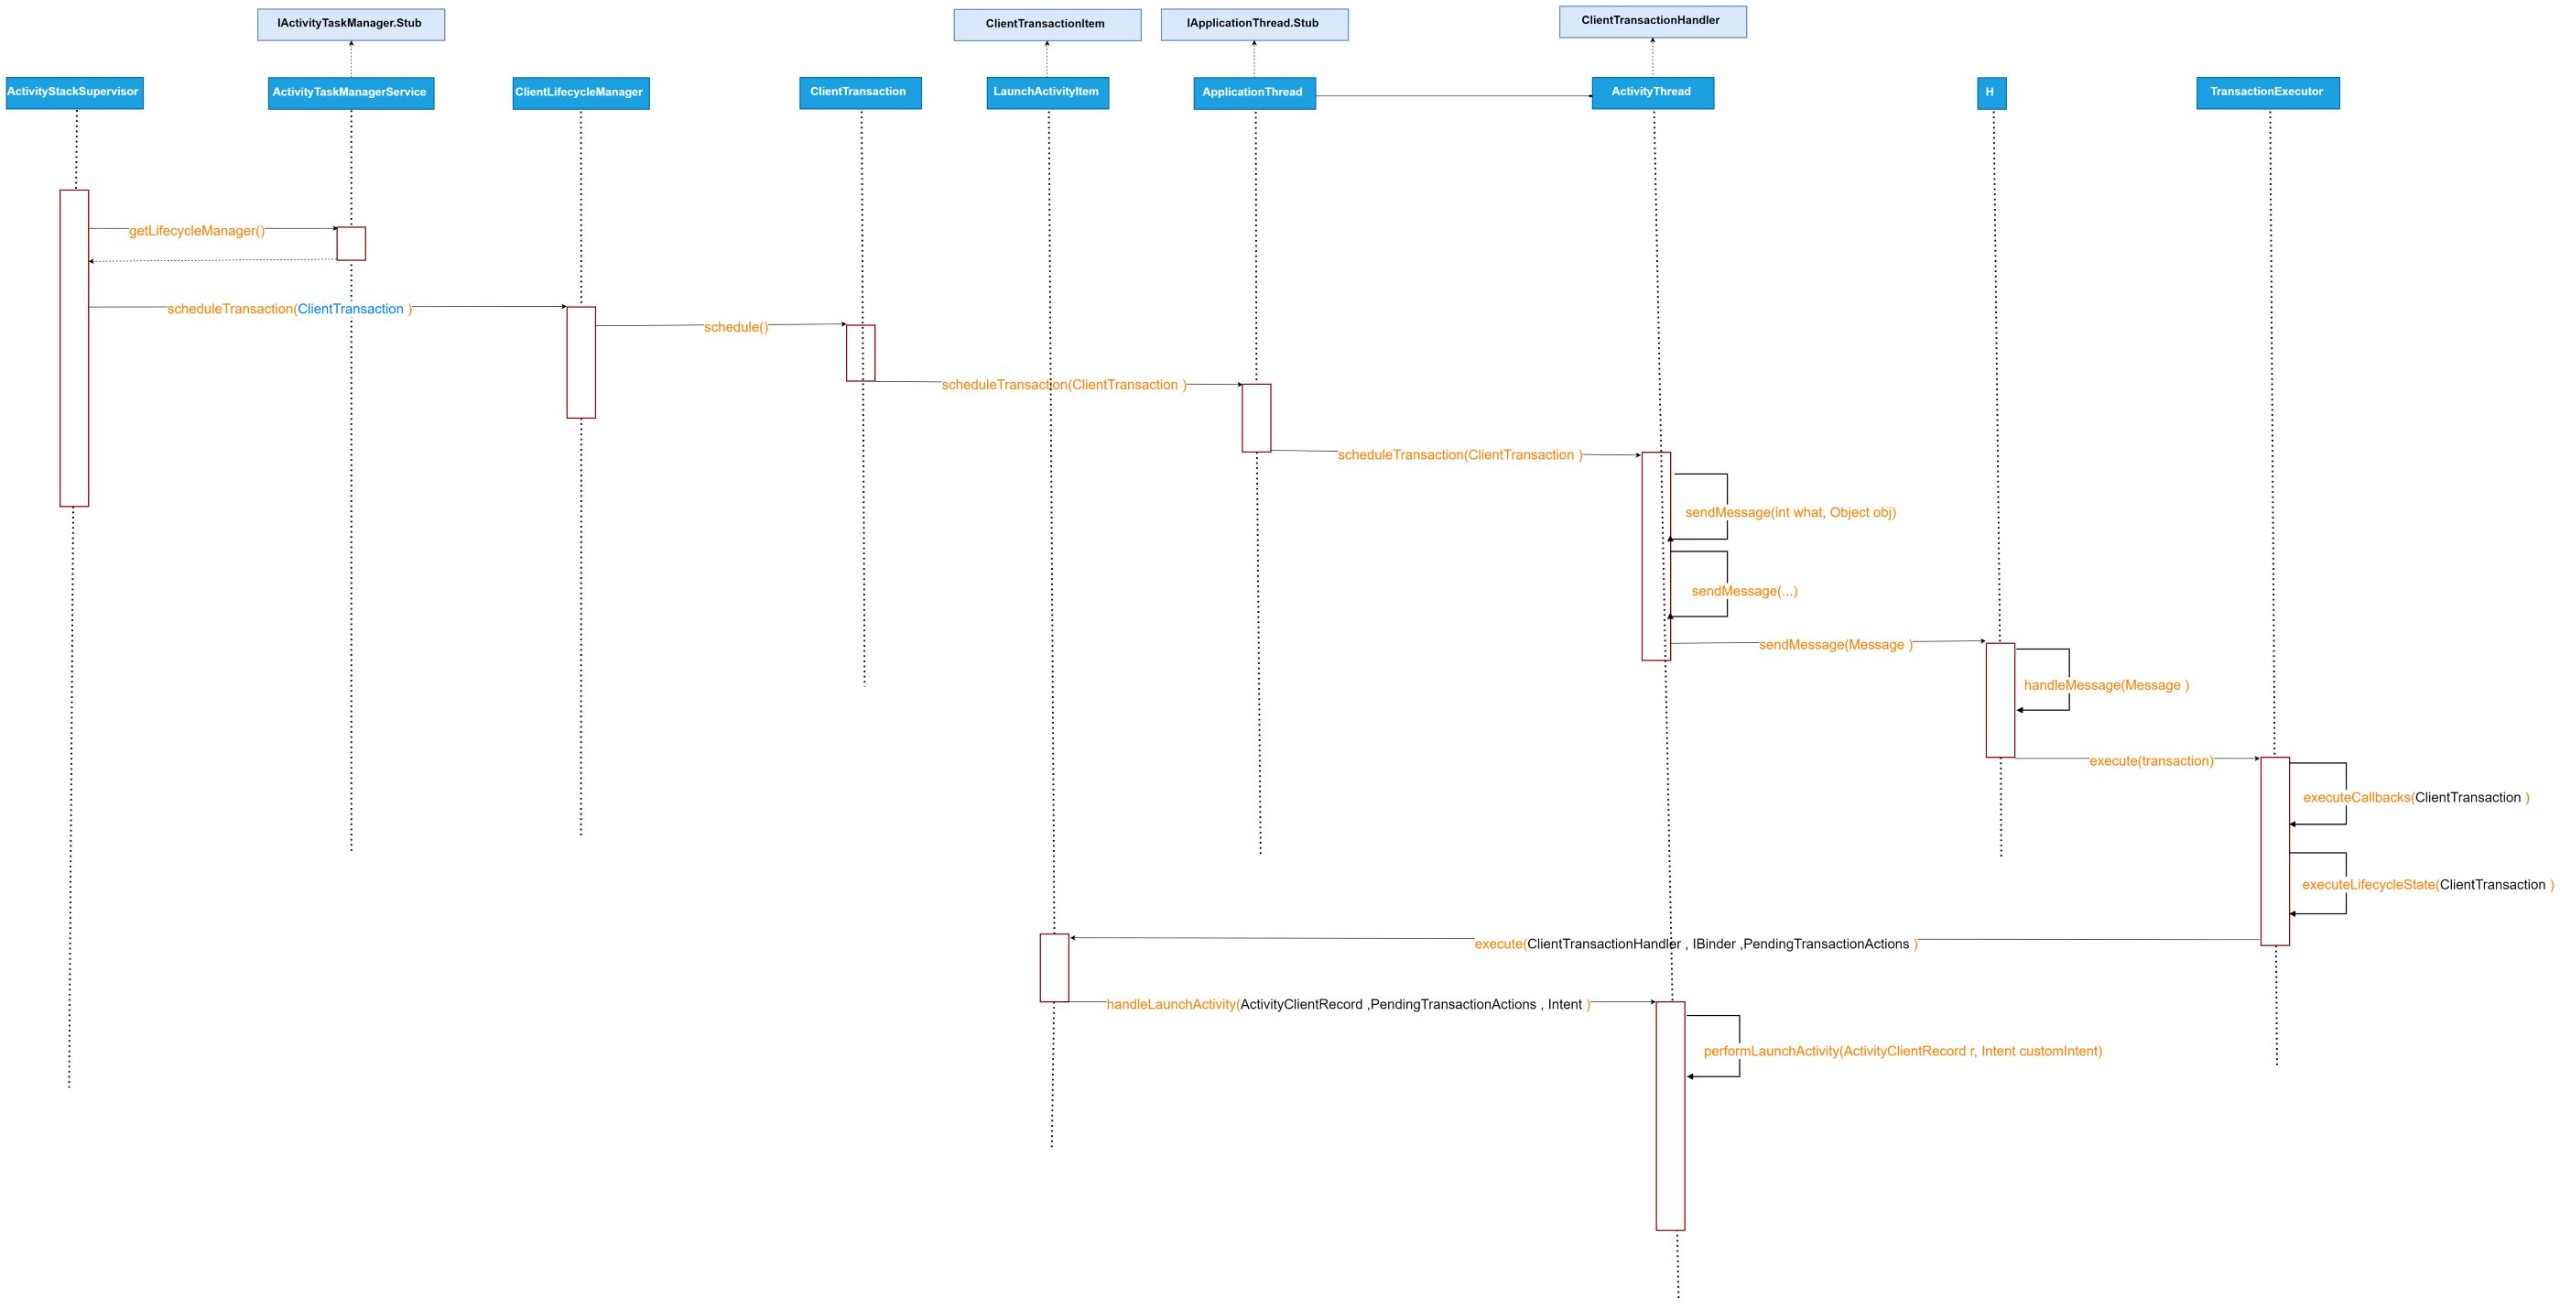 IActivityTaskManager.Stub
ClientTransactionItem
IApplicationThread.Stub
ClientTransactionHandler
ActivityStackSupervisor
ActivityTaskManagerService
ClientLifecycleManager
ClientTransaction
LaunchActivityItem
ApplicationThread
ActivityThread
H
TransactionExecutor
getLifecycleManager()
scheduleTransaction(ClientTransaction )
schedule()
scheduleTransaction(ClientTransaction )
scheduleTransaction(ClientTransaction )
sendMessage(int what, Object obj)
sendMessage(...)
sendMessage(Message )
handleMessage(Message )
execute(transaction)
executeCallbacks(ClientTransaction )
executeLifecycleState(ClientTransaction )
execute(ClientTransactionHandler , IBinder ,PendingTransactionActions )
handleLaunchActivity(ActivityClientRecord ,PendingTransactionActions , Intent )
performLaunchActivity(ActivityClientRecord r, Intent customIntent)